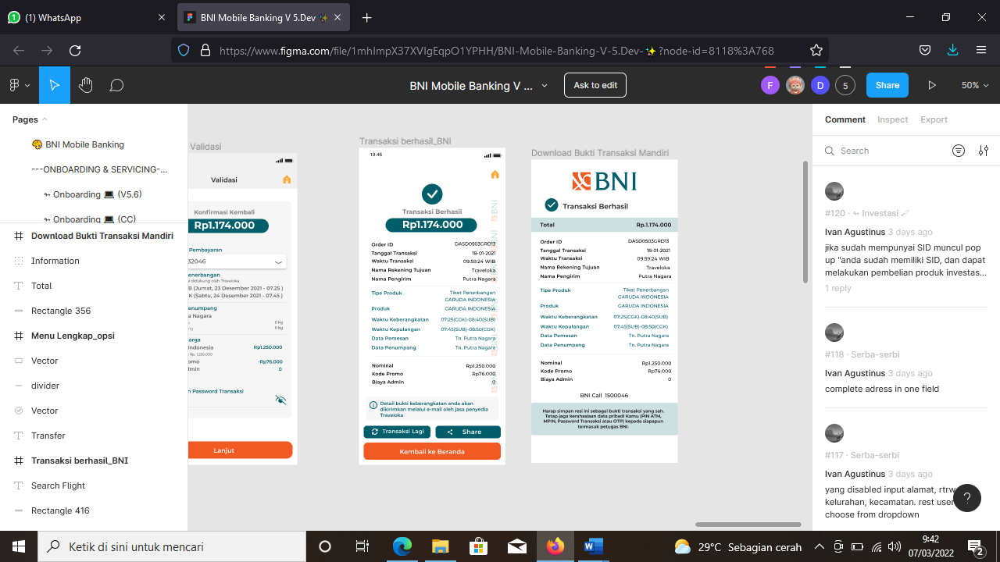 (1) WhatsApp
BNI Mobile Banking V 5.Dev ✨
https://www.figma.com/file/1mhImpX37XVIgEqpO1YPHH/BNI-Mobile-Banking-V-5.Dev-✨?node-id=8118%3A768
BNI Mobile Banking V ...
Ask to edit
F
D
5
Share
50%
Pages
BNI Mobile Banking
---ONBOARDING & SERVICING-...
Onboarding 💻 (V5.6)
Onboarding 💻 (CC)
Download Bukti Transaksi Mandiri
Information
Total
Rectangle 356
Menu Lengkap_opsi
Vector
divider
Vector
Transfer
Transaksi berhasil_BNI
Search Flight
Rectangle 416
Validasi
Validasi
Konfirmasi Kembali
Rp1.174.000
Pembayaran
32046
enerbangan
i didukung oleh Traveloka
B (Jumat, 23 Desember 2021 - 07.25 )
K (Sabtu, 24 Desember 2021 - 07.45 )
enumpang
a Nagara
0 Kg
0 Kg
arga
Indonesia Rp1.250.000
Rp. 1.250.000
omo -Rp76.000
dmin 0
n Password Transaksi
Lanjut
Transaksi berhasil_BNI
19.46
Transaksi Berhasil
Rp1.174.000
Order ID DASD0503GRD13
Tanggal Transaksi 18-01-2021
Waktu Transaksi 09:59:24 WIB
Nama Rekening Tujuan Traveloka
Nama Pengirim Putra Nagara
Tipe Produk Tiket Penerbangan
GARUDA INDONESIA
Produk GARUDA INDONESIA
Waktu Keberangkatan 07:25(CGK)-08:40(SUB)
Waktu Kepulangan 07:45(SUB)-08:50(CGK)
Data Pemesan Tn. Putra Nagara
Data Penumpang Tn. Putra Nagara
Nominal Rp1.250.000
Kode Promo Rp76.000
Biaya Admin 0
BNI
BNI
BNI
BNI
BNI
BNI
Detail bukti keberangkatan anda akan
dikirimkan melalui e-mail oleh jasa penyedia
Traveloka
Transaksi Lagi
Share
Kembali ke Beranda
Download Bukti Transaksi Mandiri
BNI
Transaksi Berhasil
Total Rp.1.174.000
Order ID DASD0503GRD13
Tanggal Transaksi 18-01-2021
Waktu Transaksi 09:59:24 WIB
Nama Rekening Tujuan Traveloka
Nama Pengirim Putra Nagara
Tipe Produk Tiket Penerbangan
GARUDA INDONESIA
Produk GARUDA INDONESIA
Waktu Keberangkatan 07:25(CGK)-08:40(SUB)
Waktu Kepulangan 07:45(SUB)-08:50(CGK)
Data Pemesan Tn. Putra Nagara
Data Penumpang Tn. Putra Nagara
Nominal Rp1.250.000
Kode Promo Rp76.000
Biaya Admin 0
BNI Call 1500046
Harap simpan resi ini sebagai bukti transaksi yang sah.
Tetap jaga kerahasiaan data pribadi Kamu (PIN ATM,
MPIN, Password Transaksi atau OTP) kepada siapapun
termasuk petugas BNI.
Comment Inspect Export
Search
#120 · Investasi
Ivan Agustinus 3 days ago
jika sudah mempunyai SID muncul pop
up "anda sudah memiliki SID, dan dapat
melakukan pembelian produk investas...
1 reply
#118 · Serba-serbi
Ivan Agustinus 3 days ago
complete adress in one field
#117 · Serba-serbi
Ivan Agustinus 3 days ago
yang disabled input alamat, rtrw
kelurahan, kecamatan. rest user
choose from dropdown
?
Ketik di sini untuk mencari
29°C Sebagian cerah
9:42
07/03/2022
2